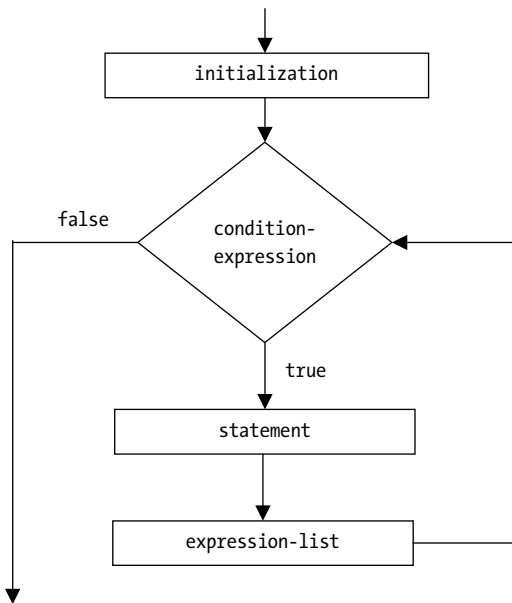 initialization
false
condition-
expression
true
statement
expression-list